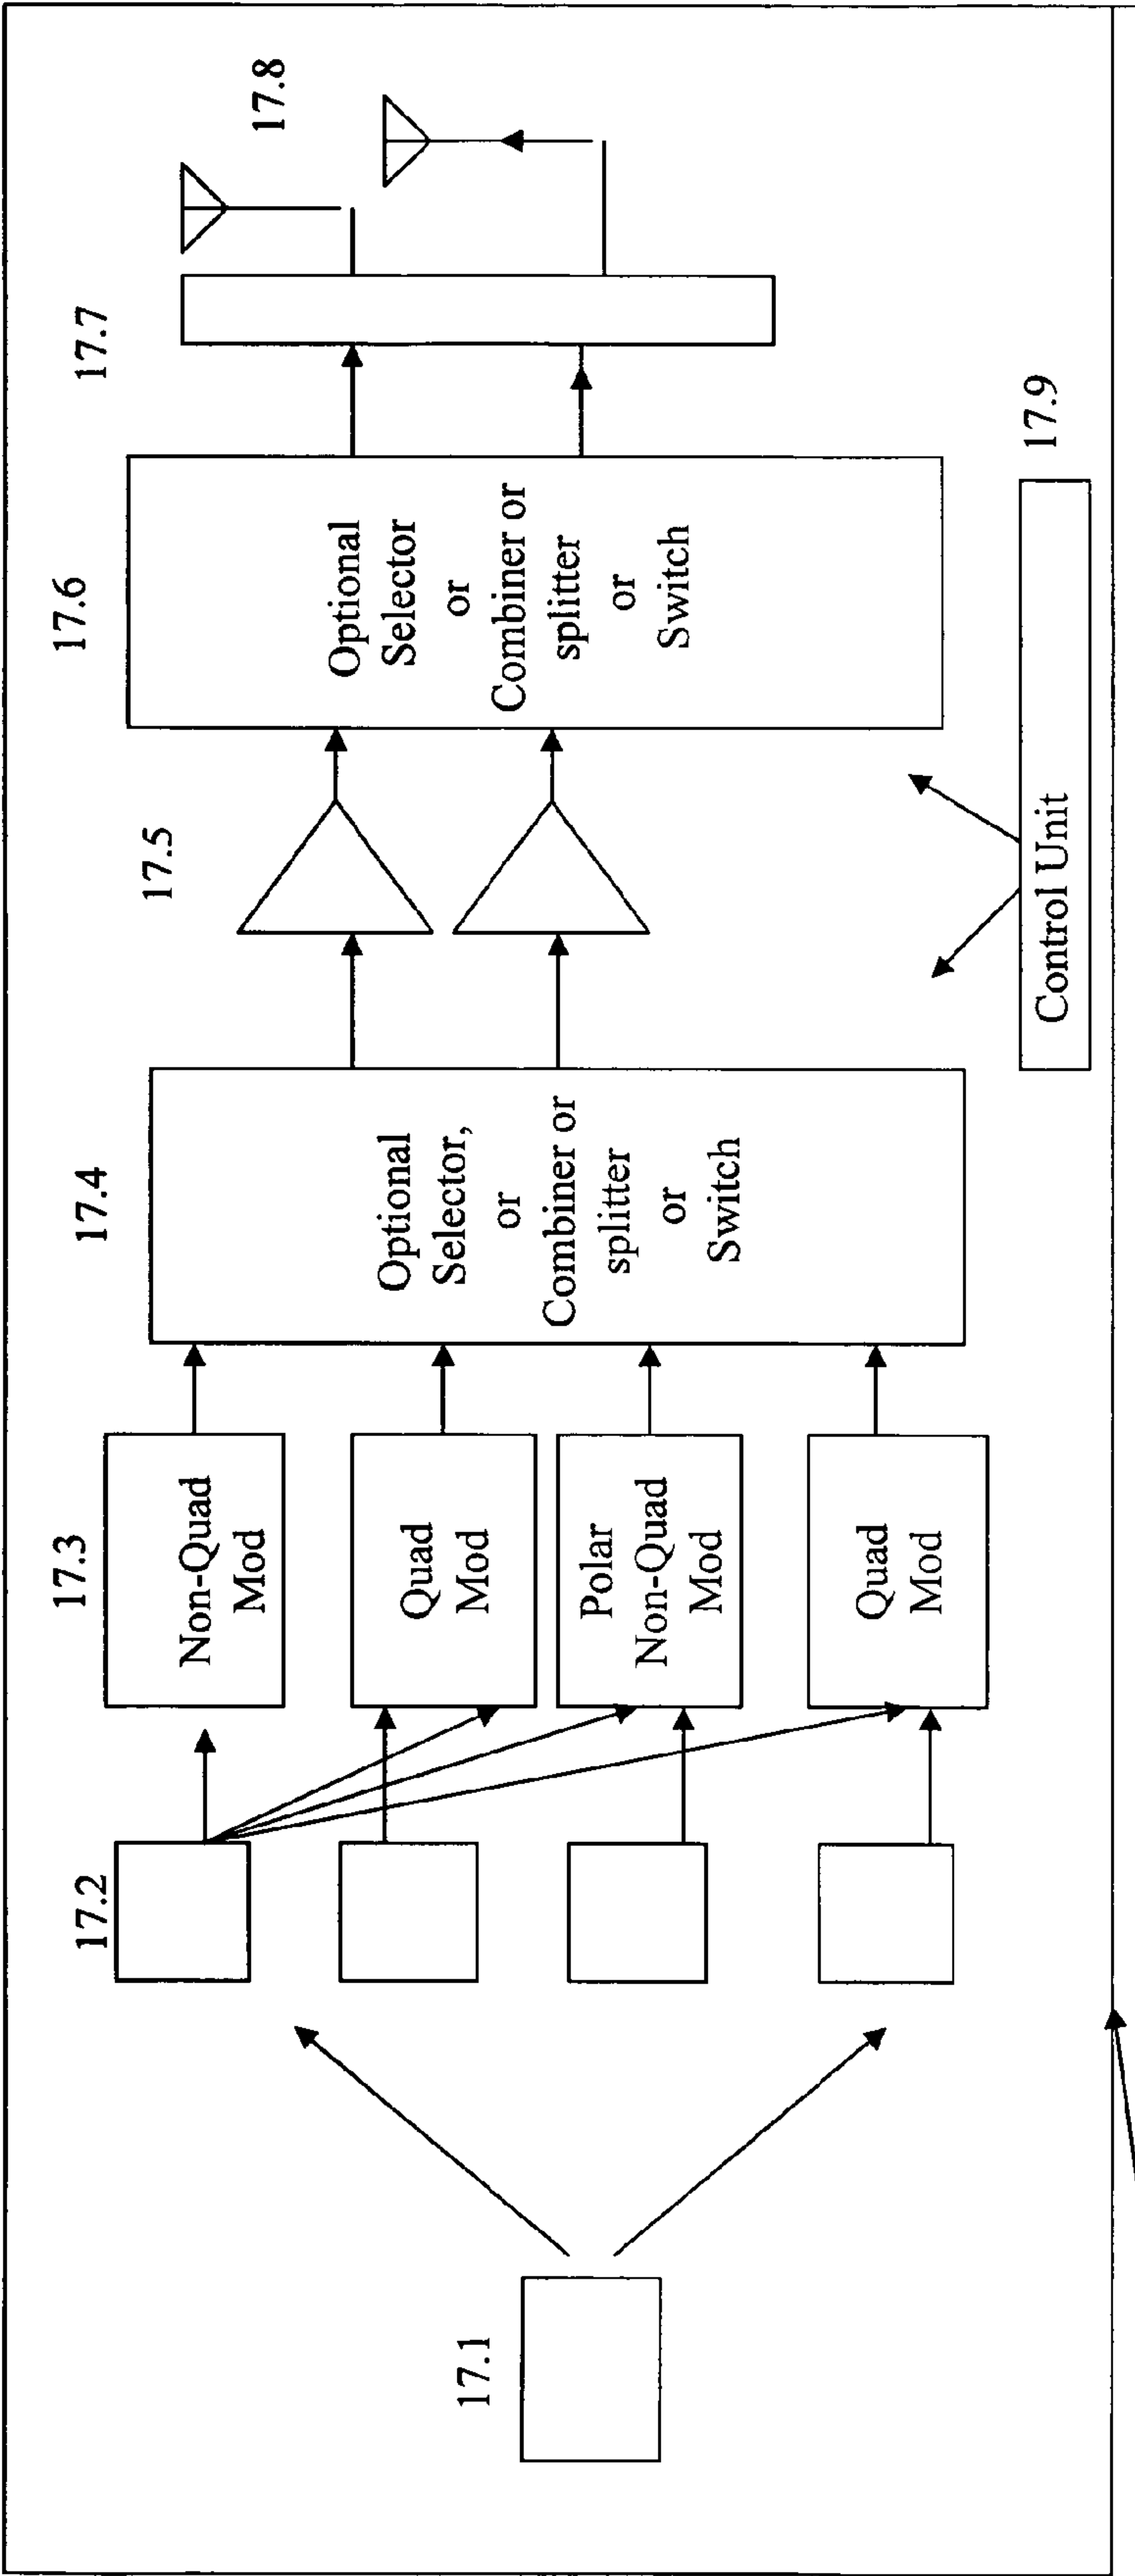 17.1
17.2
17.3
Non-Quad
Mod
Quad
Mod
Polar
Non-Quad
Mod
Quad
Mod
17.4
Optional
Selector,
or
Combiner or
splitter
or
Switch
17.5
17.6
Optional
Selector
or
Combiner or
splitter
or
Switch
17.7
17.8
Control Unit
17.9